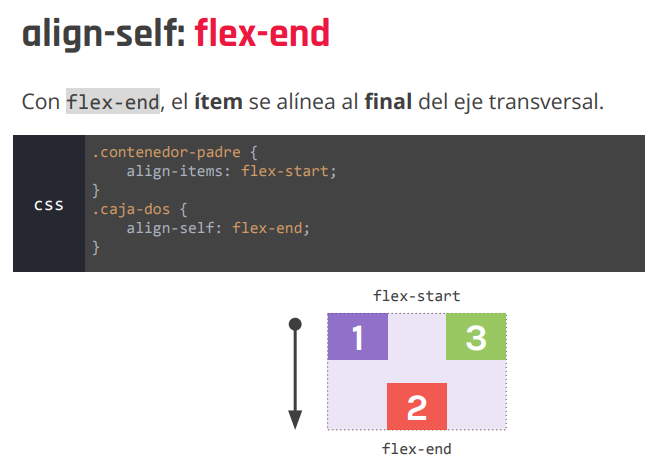 align-self: flex-end
Con flex-end, el ítem se alínea al final del eje transversal.
css
.contenedor-padre {
    align-items: flex-start;
}
.caja-dos {
    align-self: flex-end;
}
flex-start
1 3
2
flex-end